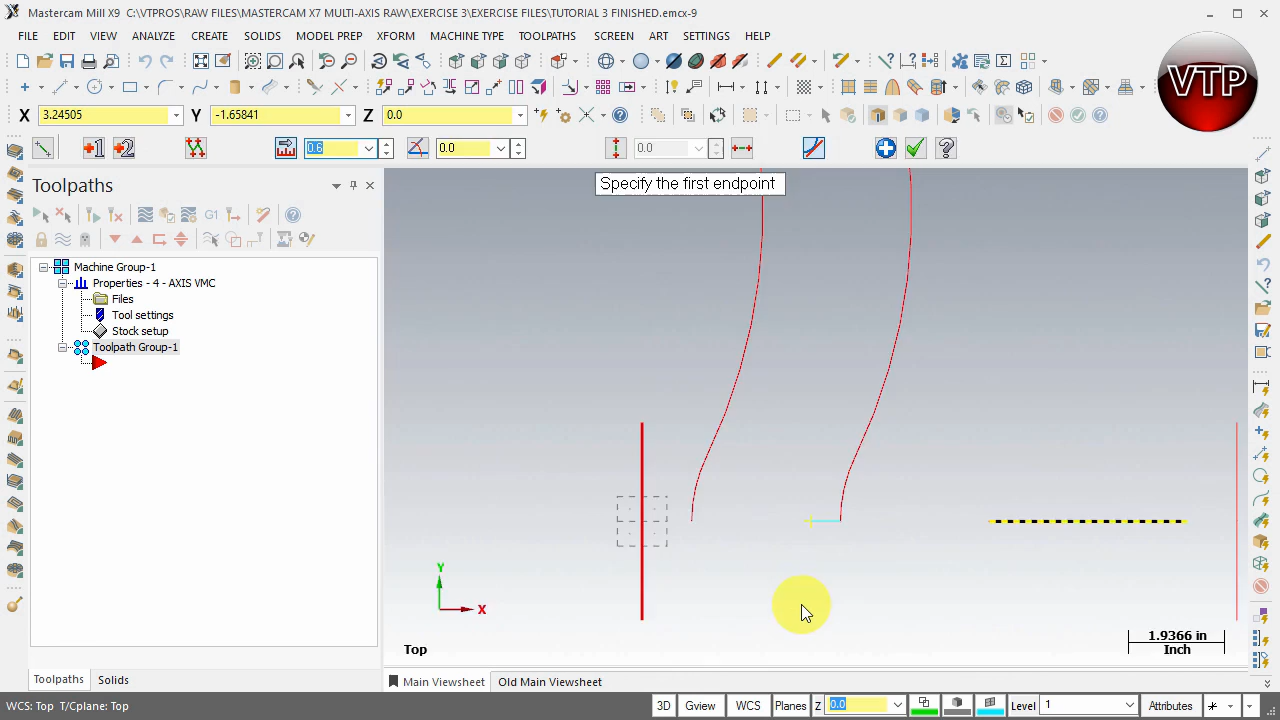 Mastercam Mill X9  C:\VTPROS\RAW FILES\MASTERCAM X7 MULTI-AXIS RAW\EXERCISE 3\EXERCISE FILES\TUTORIAL 3 FINISHED.emcx-9
FILE EDIT VIEW ANALYZE CREATE SOLIDS MODEL PREP XFORM MACHINE TYPE TOOLPATHS SCREEN ART SETTINGS HELP
VTP
X 3.24505 Y -1.65841 Z 0.0
+1 +2 0.6 0.0 0.0
Toolpaths
Specify the first endpoint
G1
Machine Group-1
Properties - 4 - AXIS VMC
Files
Tool settings
Stock setup
Toolpath Group-1
Y
X
1.9366 in
Inch
Top
Toolpaths Solids
Main Viewsheet Old Main Viewsheet
WCS: Top T/Cplane: Top
3D Gview WCS Planes Z 0.0 Level 1 Attributes